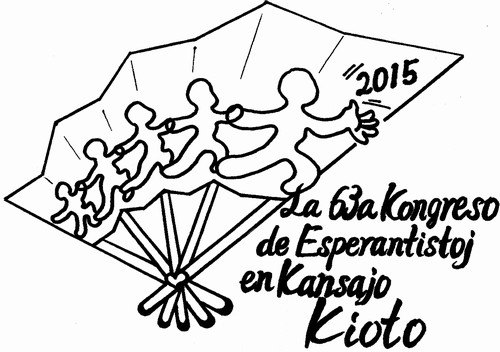 2015
La 63a Kongreso
de Esperantistoj
en Kansajo
Kioto